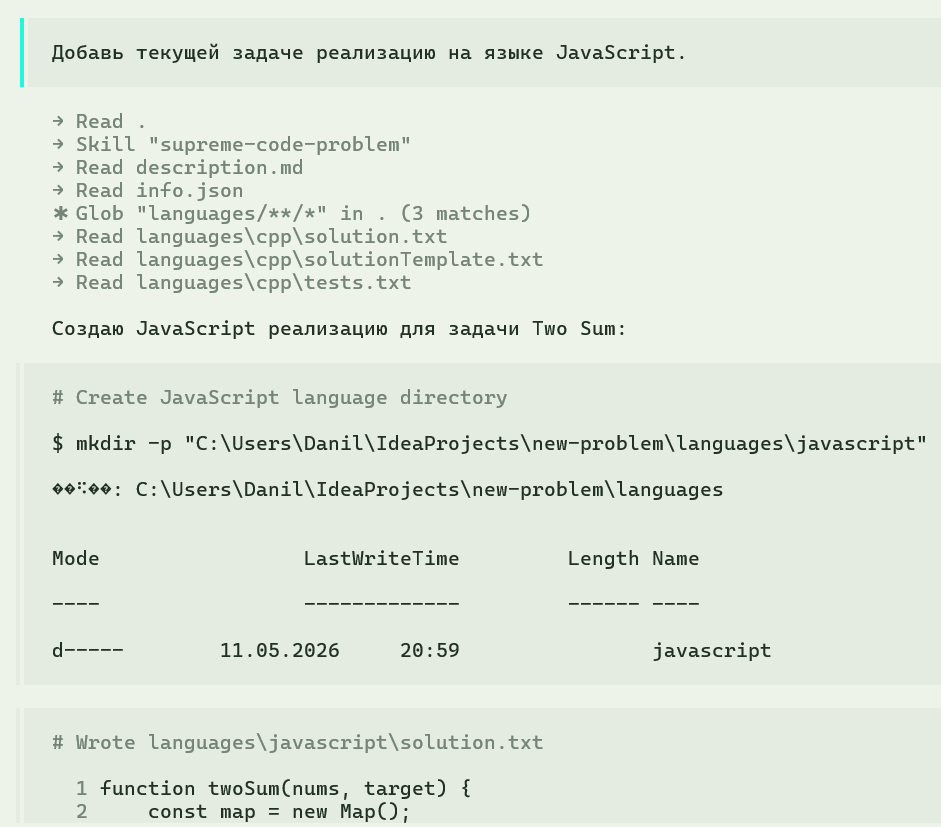 Добавь текущей задаче реализацию на языке JavaScript.
→ Read .
→ Skill "supreme-code-problem"
→ Read description.md
→ Read info.json
✱ Glob "languages/**/*" in . (3 matches)
→ Read languages\cpp\solution.txt
→ Read languages\cpp\solutionTemplate.txt
→ Read languages\cpp\tests.txt
Создаю JavaScript реализацию для задачи Two Sum:
# Create JavaScript language directory
$ mkdir -p "C:\Users\Danil\IdeaProjects\new-problem\languages\javascript"
: C:\Users\Danil\IdeaProjects\new-problem\languages
Mode LastWriteTime Length Name
---- ------------- ------ ----
d----- 11.05.2026 20:59 javascript
# Wrote languages\javascript\solution.txt
1 function twoSum(nums, target) {
2 const map = new Map();